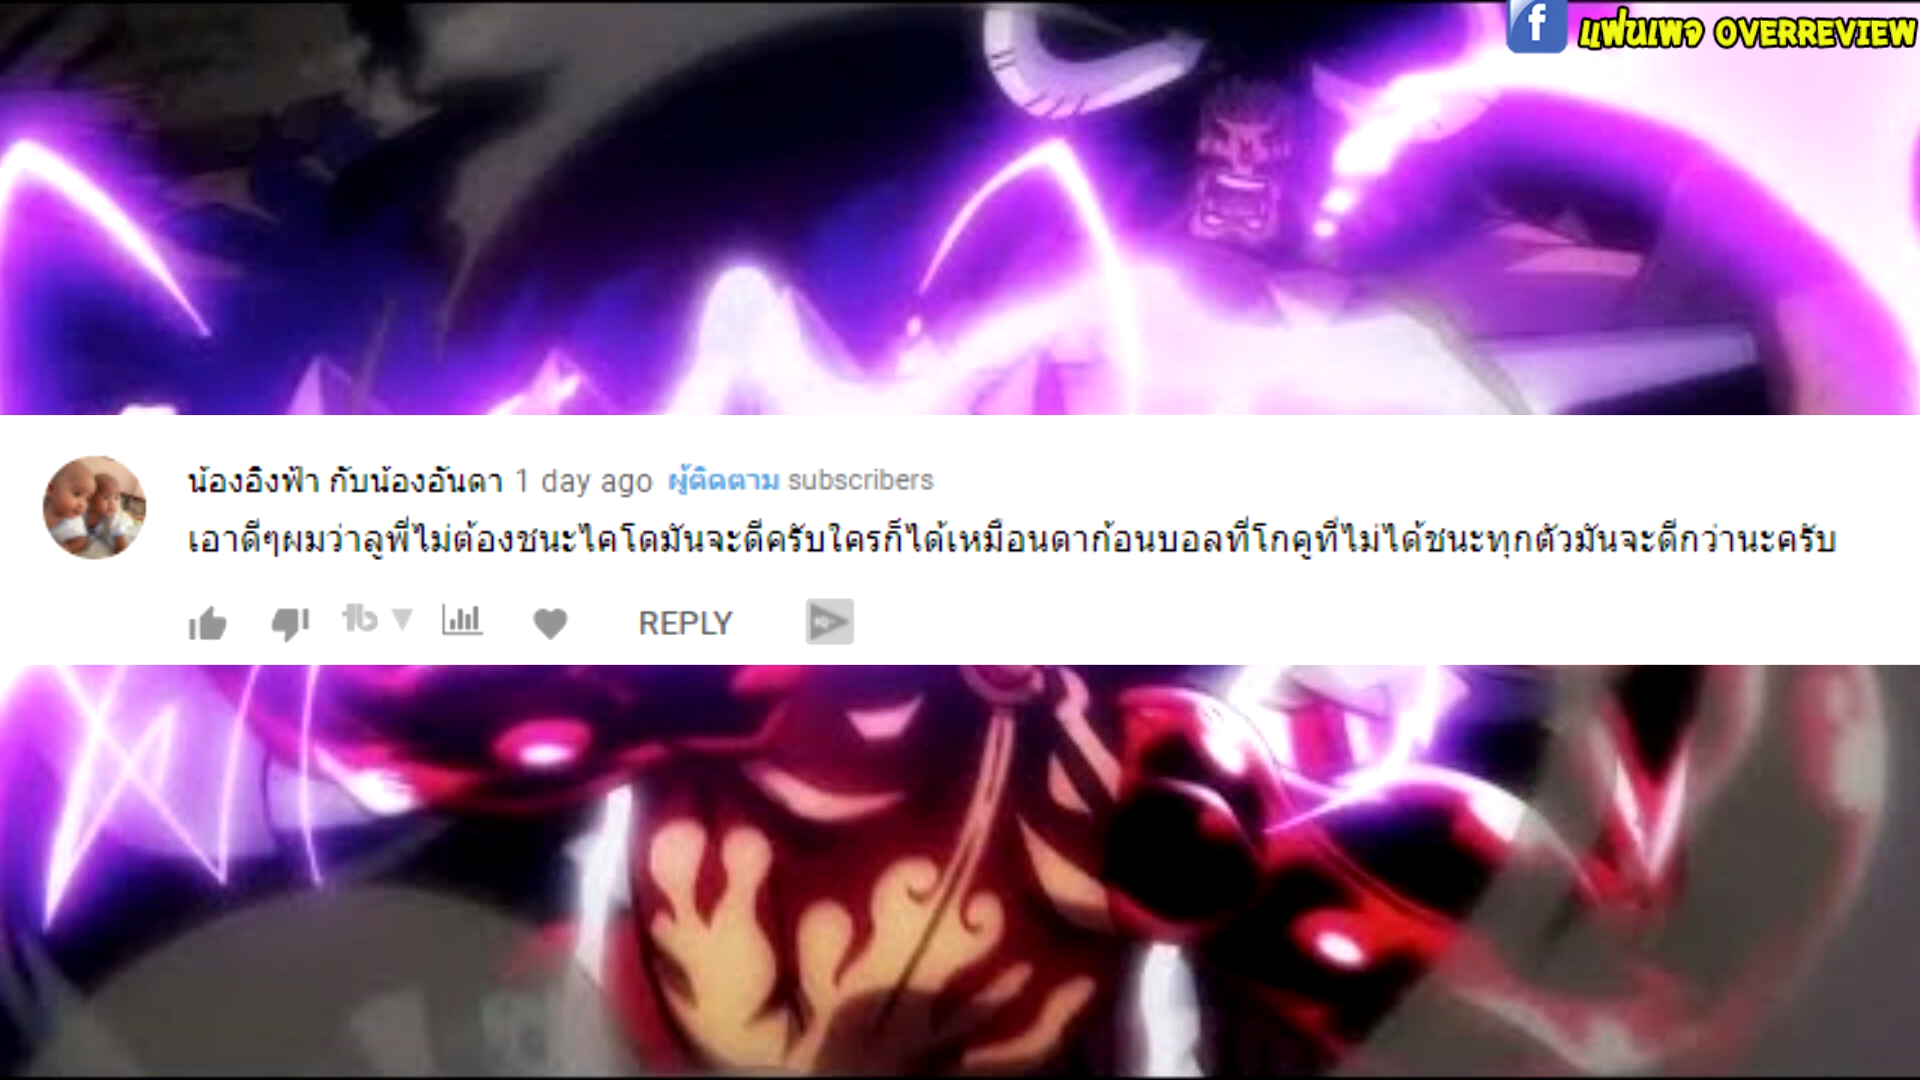 f แฟนเพจ OVERREVIEW
น้องอิงฟ้า กับน้องอันดา 1 day ago ผู้ติดตาม subscribers
เอาดีๆผมว่าลูฟี่ไม่ต้องชนะไคโดมันจะดีครับใครก็ได้เหมือนดาก้อนบอลที่โกคูที่ไม่ได้ชนะทุกตัวมันจะดีกว่านะครับ
REPLY